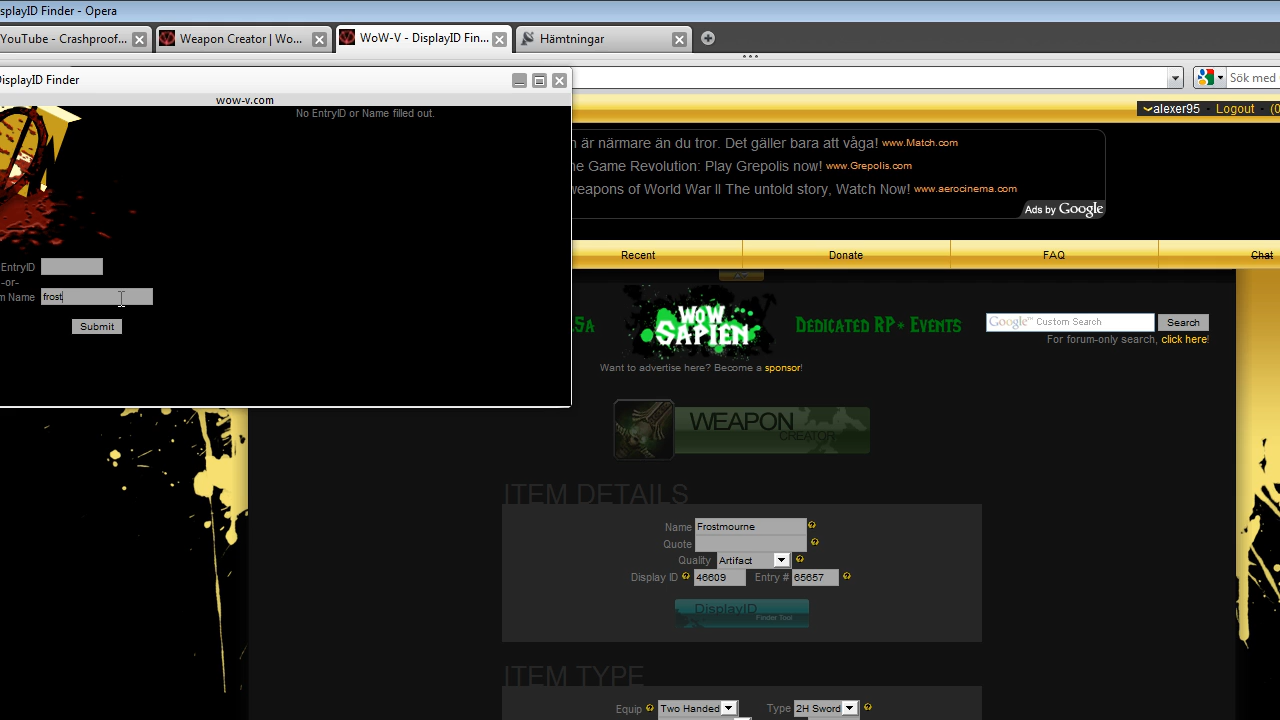 splayID Finder - Opera
YouTube - Crashproof...
Weapon Creator | Wo...
WoW-V - DisplayID Fin...
Hämtningar
DisplayID Finder
Sök med
wow-v.com
No EntryID or Name filled out.
alexer95 - Logout - (0
n är närmare än du tror. Det gäller bara att våga! www.Match.com
he Game Revolution: Play Grepolis now! www.Grepolis.com
weapons of World War II The untold story, Watch Now! www.aerocinema.com
Ads by Google
EntryID
-or-
m Name frost
Submit
Recent
Donate
FAQ
Chat
WOW SAPIEN
Dedicated RP+ Events
Google™ Custom Search
Search
For forum-only search, click here!
Want to advertise here? Become a sponsor!
WEAPON
CREATOR
ITEM DETAILS
Name Frostmourne
Quote
Quality Artifact
Display ID 46609 Entry # 65657
DisplayID
Finder Tool
ITEM TYPE
Equip Two Handed Type 2H Sword